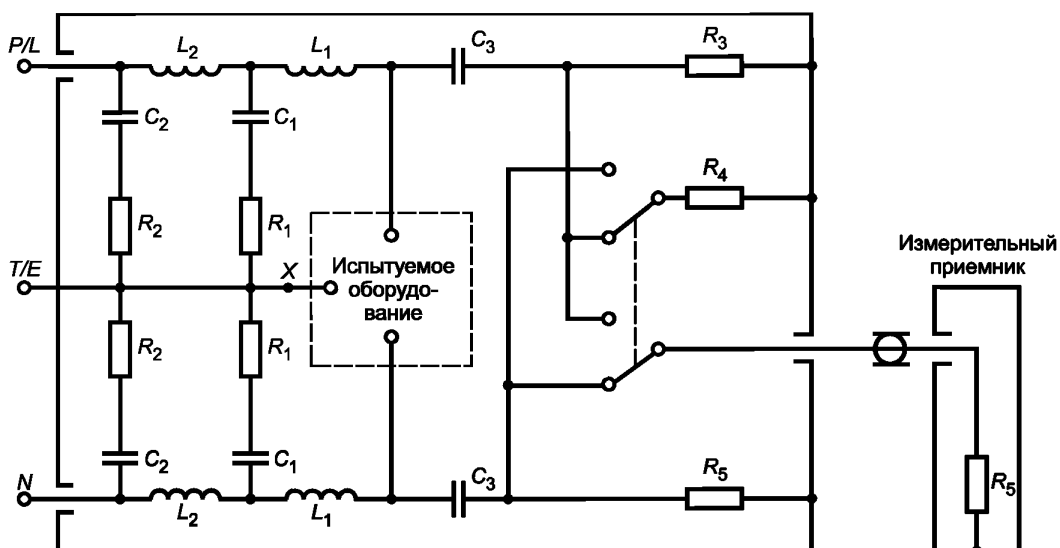 P/L
L2
L1
C3
R3
C2
C1
R4
R2
R1
Измерительный
приемник
T/E
X
Испытуемое
оборудо-
вание
R2
R1
C2
C1
C3
R5
R5
N
L2
L1